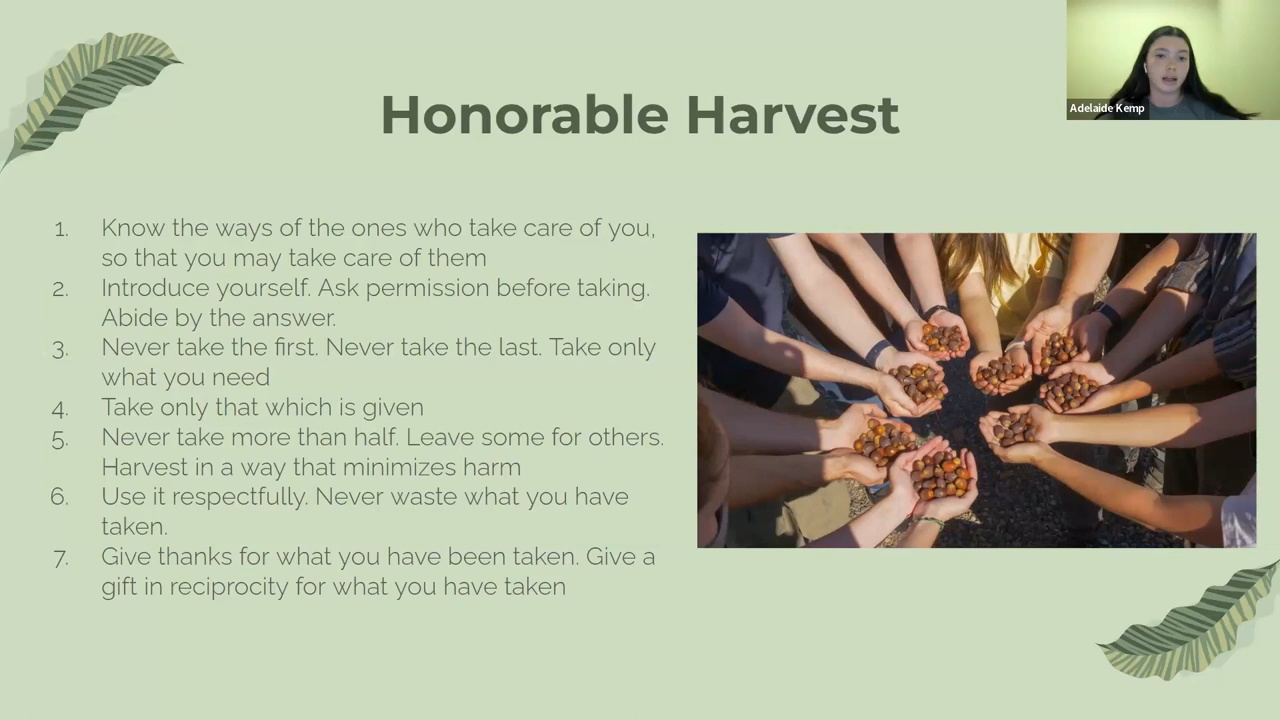 Adelaide Kemp
Honorable Harvest
1. Know the ways of the ones who take care of you,
so that you may take care of them
2. Introduce yourself. Ask permission before taking.
Abide by the answer.
3. Never take the first. Never take the last. Take only
what you need
4. Take only that which is given
5. Never take more than half. Leave some for others.
Harvest in a way that minimizes harm
6. Use it respectfully. Never waste what you have
taken.
7. Give thanks for what you have been taken. Give a
gift in reciprocity for what you have taken